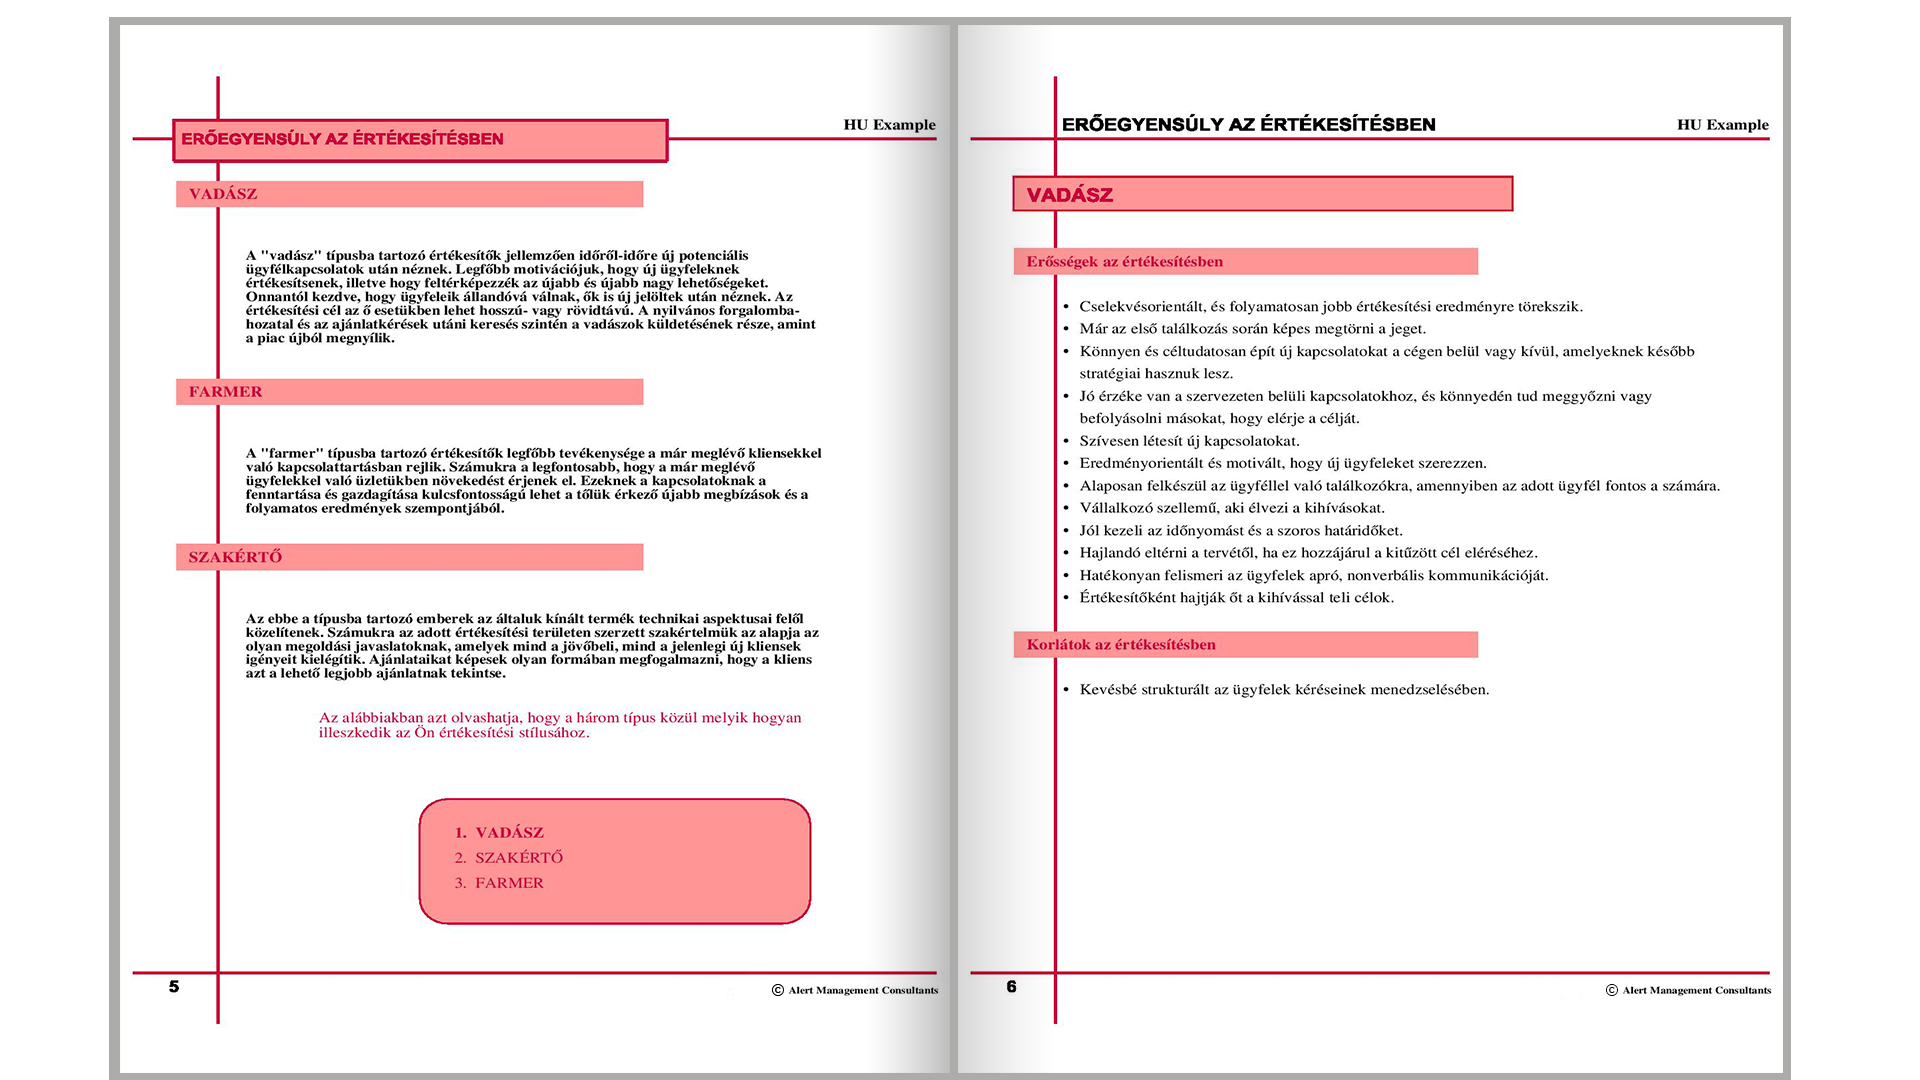 HU Example
ERŐEGYENSÚLY AZ ÉRTÉKESÍTÉSBEN
VADÁSZ
A "vadász" típusba tartozó értékesítők jellemzően időről-időre új potenciális
ügyfélkapcsolatok után néznek. Legfőbb motivációjuk, hogy új ügyfeleknek
értékesítsenek, illetve hogy feltérképezzék az újabb és újabb nagy lehetőségeket.
Onnantól kezdve, hogy ügyfeleik állandóvá válnak, ők is új jelöltek után néznek. Az
értékesítési cél az ő esetükben lehet hosszú- vagy rövidtávú. A nyilvános forgalomba-
hozatal és az ajánlatkérések utáni keresés szintén a vadászok küldetésének része, amint
a piac újból megnyílik.
FARMER
A "farmer" típusba tartozó értékesítők legfőbb tevékenysége a már meglévő kliensekkel
való kapcsolattartásban rejlik. Számukra a legfontosabb, hogy a már meglévő
ügyfelekkel való üzletükben növekedést érjenek el. Ezeknek a kapcsolatoknak a
fenntartása és gazdagítása kulcsfontosságú lehet a tőlük érkező újabb megbízások és a
folyamatos eredmények szempontjából.
SZAKÉRTŐ
Az ebbe a típusba tartozó emberek az általuk kínált termék technikai aspektusai felől
közelítenek. Számukra az adott értékesítési területen szerzett szakértelmük az alapja az
olyan megoldási javaslatoknak, amelyek mind a jövőbeli, mind a jelenlegi új kliensek
igényeit kielégítik. Ajánlataikat képesek olyan formában megfogalmazni, hogy a kliens
azt a lehető legjobb ajánlatnak tekintse.
Az alábbiakban azt olvashatja, hogy a három típus közül melyik hogyan
illeszkedik az Ön értékesítési stílusához.
1. VADÁSZ
2. SZAKÉRTŐ
3. FARMER
5
© Alert Management Consultants
ERŐEGYENSÚLY AZ ÉRTÉKESÍTÉSBEN
HU Example
VADÁSZ
Erősségek az értékesítésben
• Cselekvésorientált, és folyamatosan jobb értékesítési eredményre törekszik.
• Már az első találkozás során képes megtörni a jeget.
• Könnyen és céltudatosan épít új kapcsolatokat a cégen belül vagy kívül, amelyeknek később
stratégiai hasznuk lesz.
• Jó érzéke van a szervezeten belüli kapcsolatokhoz, és könnyedén tud meggyőzni vagy
befolyásolni másokat, hogy elérje a célját.
• Szívesen létesít új kapcsolatokat.
• Eredményorientált és motivált, hogy új ügyfeleket szerezzen.
• Alaposan felkészül az ügyféllel való találkozókra, amennyiben az adott ügyfél fontos a számára.
• Vállalkozó szellemű, aki élvezi a kihívásokat.
• Jól kezeli az időnyomást és a szoros határidőket.
• Hajlandó eltérni a tervétől, ha ez hozzájárul a kitűzött cél eléréséhez.
• Hatékonyan felismeri az ügyfelek apró, nonverbális kommunikációját.
• Értékesítőként hajtják őt a kihívással teli célok.
Korlátok az értékesítésben
• Kevésbé strukturált az ügyfelek kéréseinek menedzselésében.
6
© Alert Management Consultants